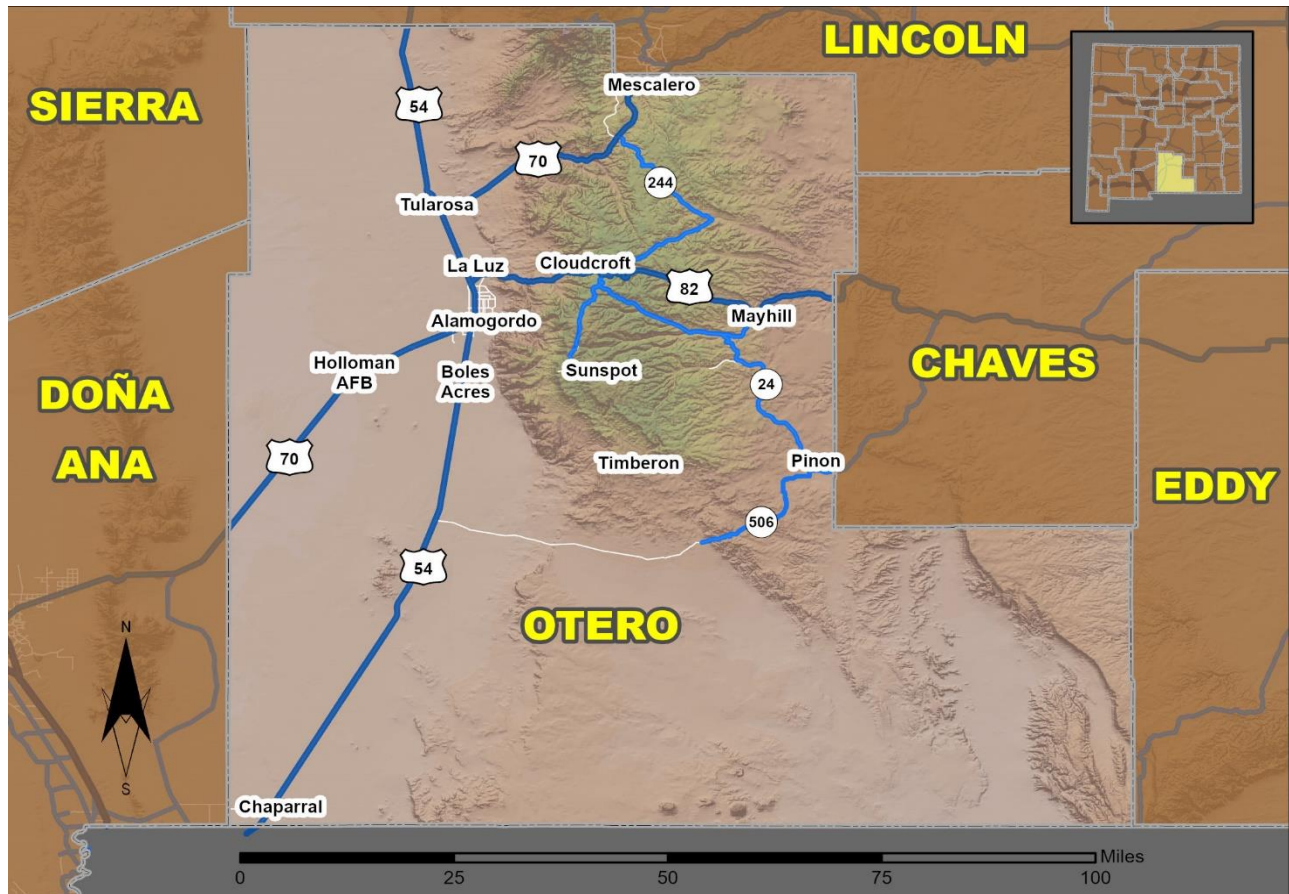 LINCOLN
SIERRA
Mescalero
54
70
244
Tularosa
La Luz
Cloudcroft
82
Mayhill
Alamogordo
Holloman
AFB
Boles
Acres
Sunspot
24
CHAVES
DOÑA
ANA
70
Timberon
Pinon
EDDY
506
54
OTERO
N
S
Chaparral
Miles
0
25
50
75
100